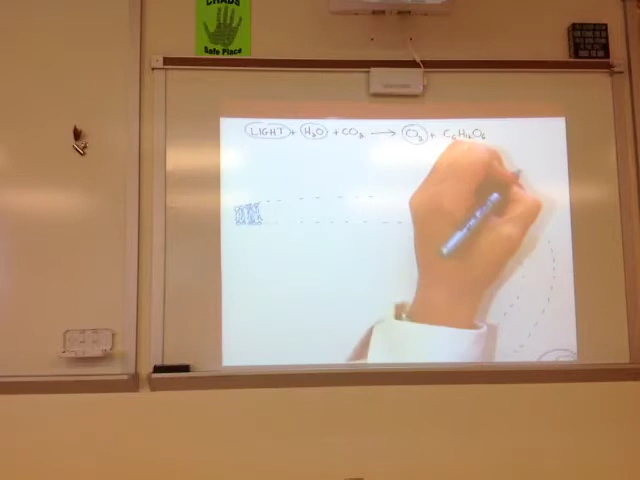 Safe Place
LIGHT + H₂O + CO₂ → O₂ + C₆H₁₂O₆